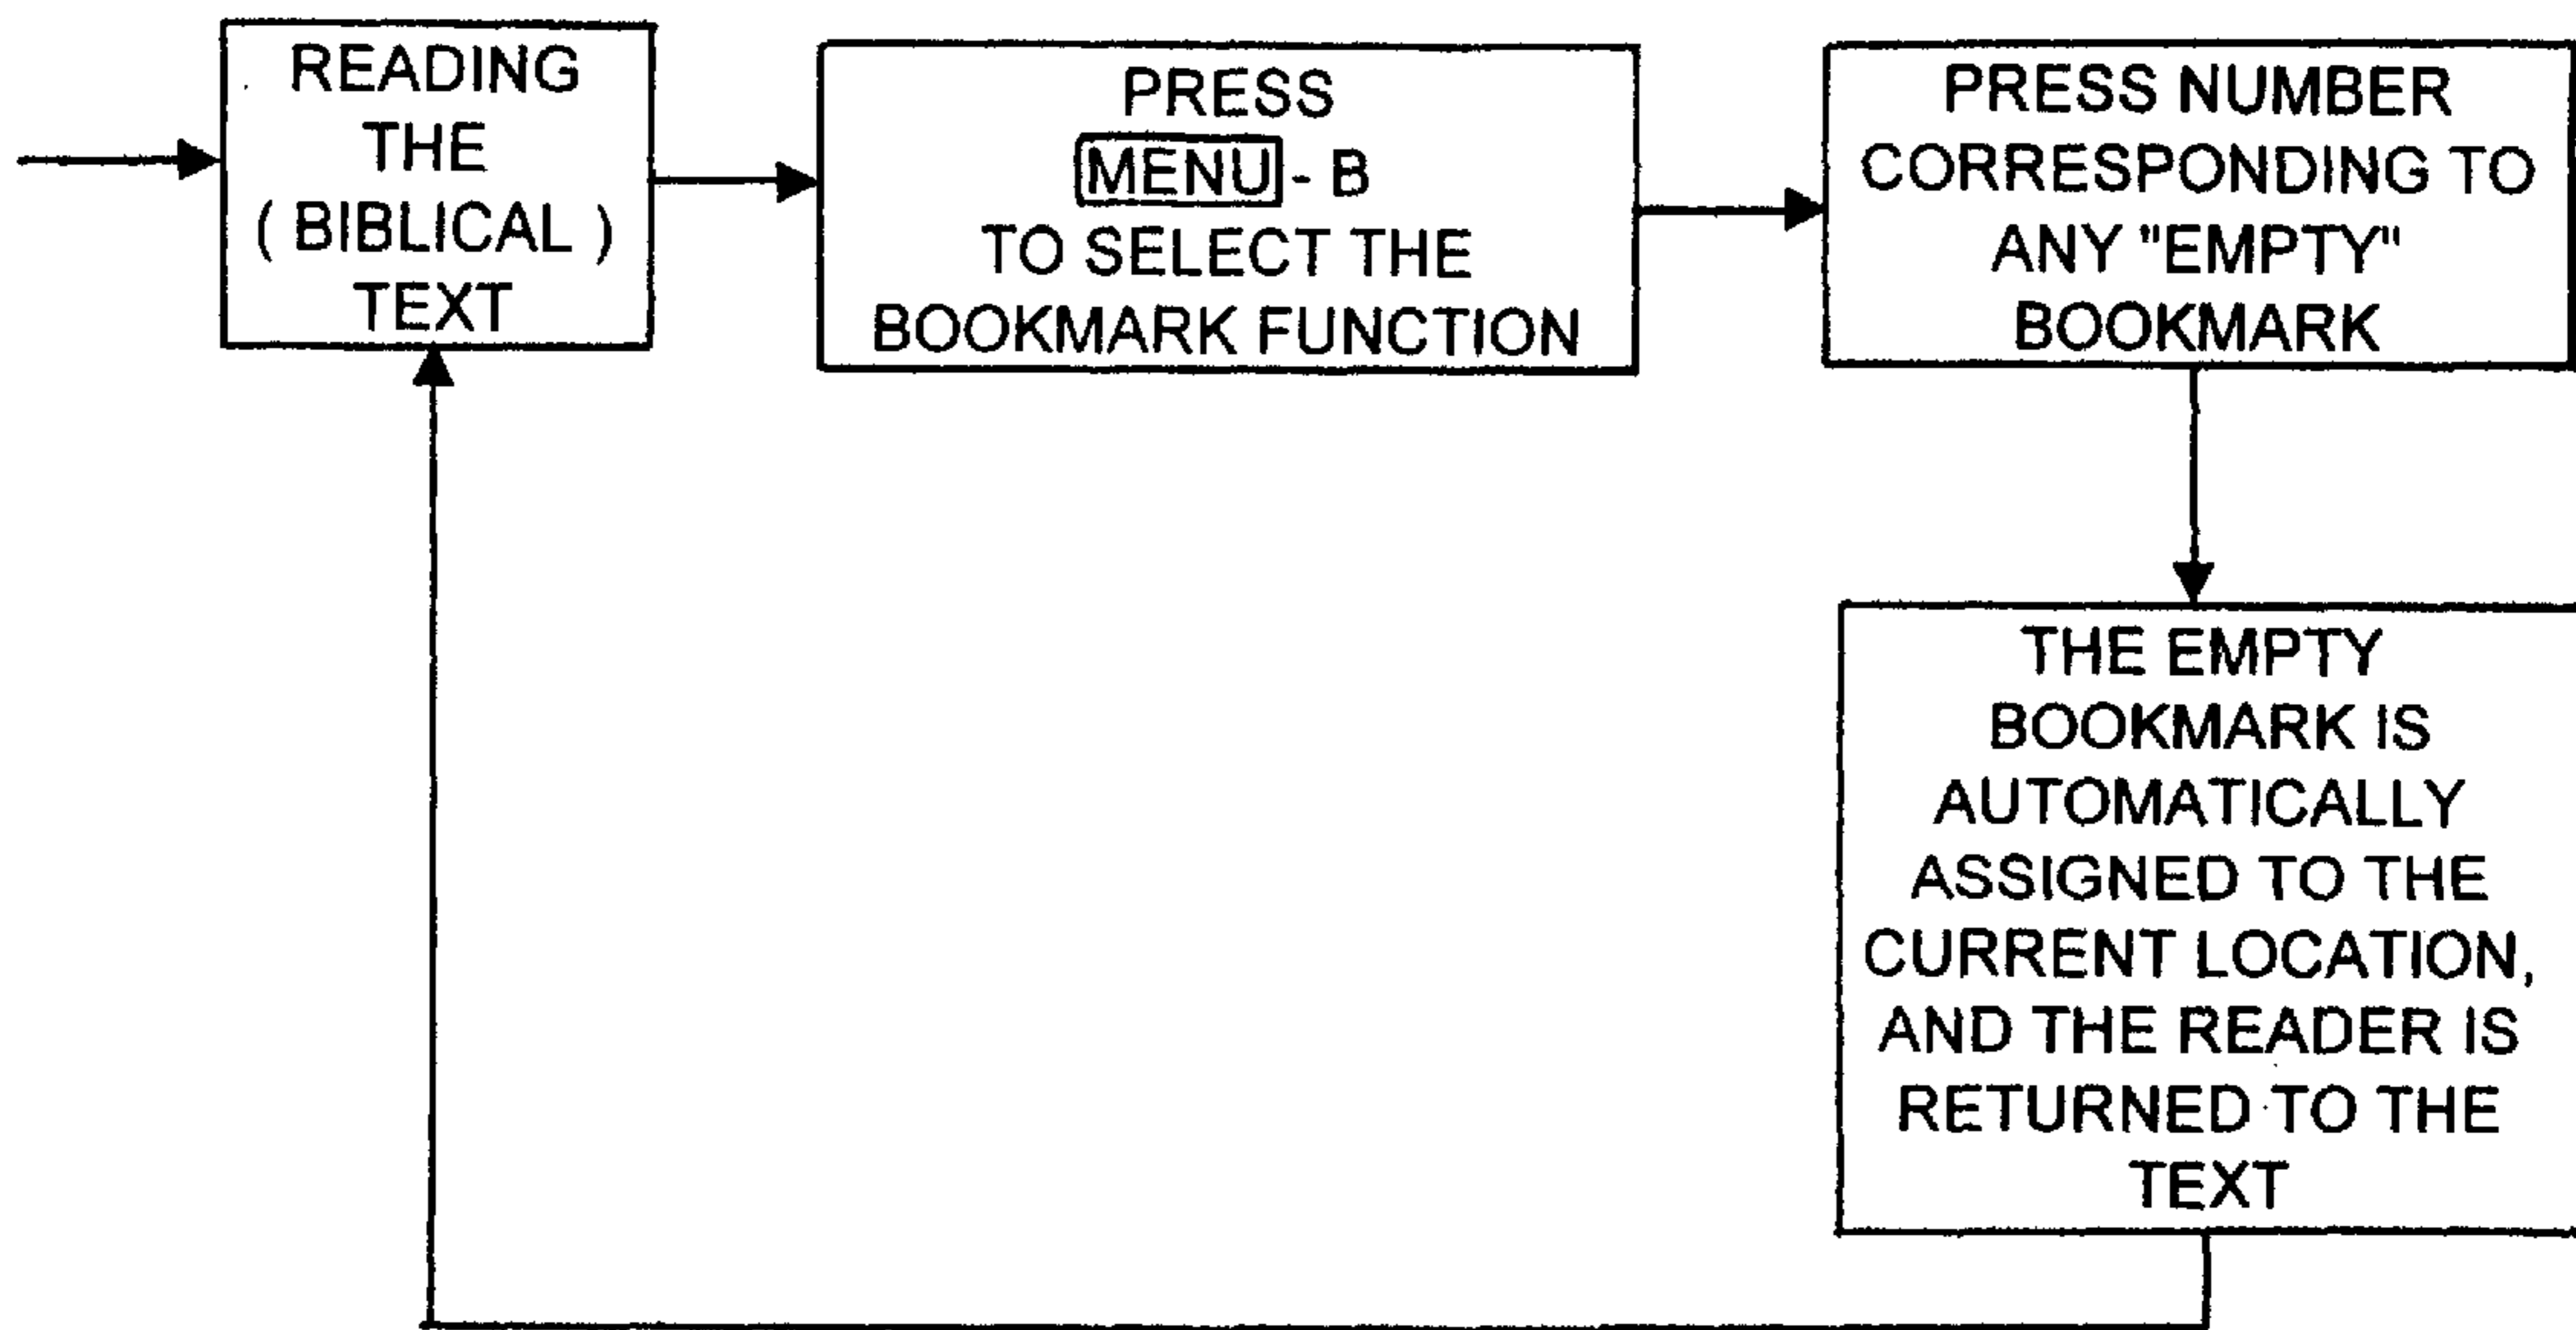 READING
THE
( BIBLICAL )
TEXT
PRESS
MENU - B
TO SELECT THE
BOOKMARK FUNCTION
PRESS NUMBER
CORRESPONDING TO
ANY "EMPTY"
BOOKMARK
THE EMPTY
BOOKMARK IS
AUTOMATICALLY
ASSIGNED TO THE
CURRENT LOCATION,
AND THE READER IS
RETURNED TO THE
TEXT